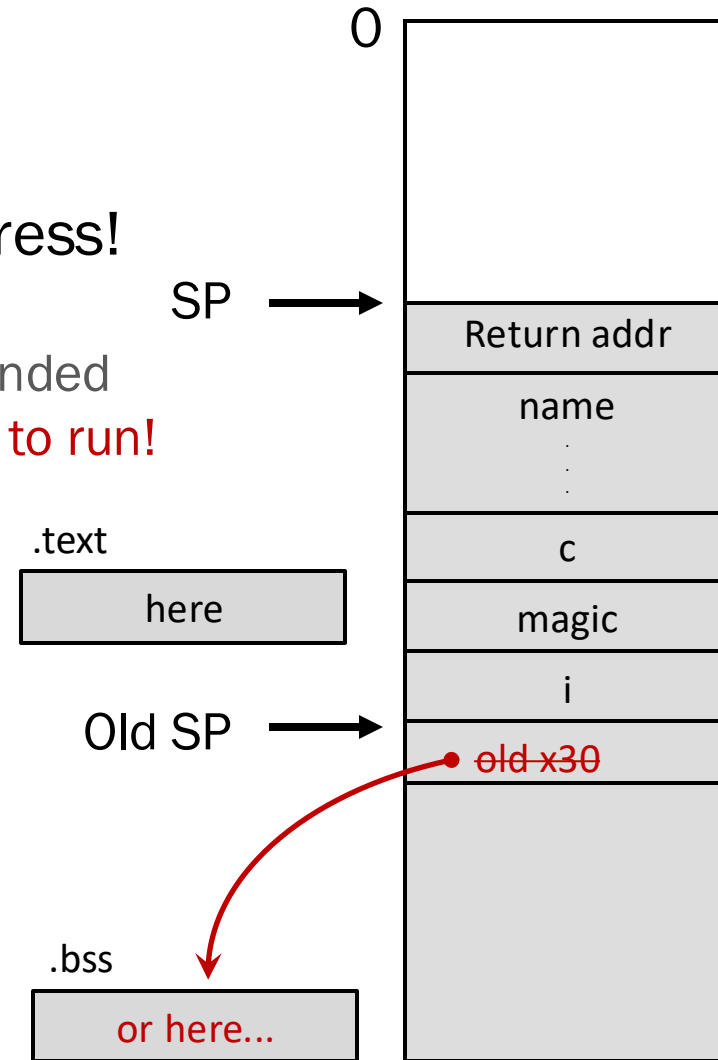 0
ress!
SP
Return addr
nded
name
to run!
.
.
.
.text
c
here
magic
i
Old SP
old x30
.bss
or here...